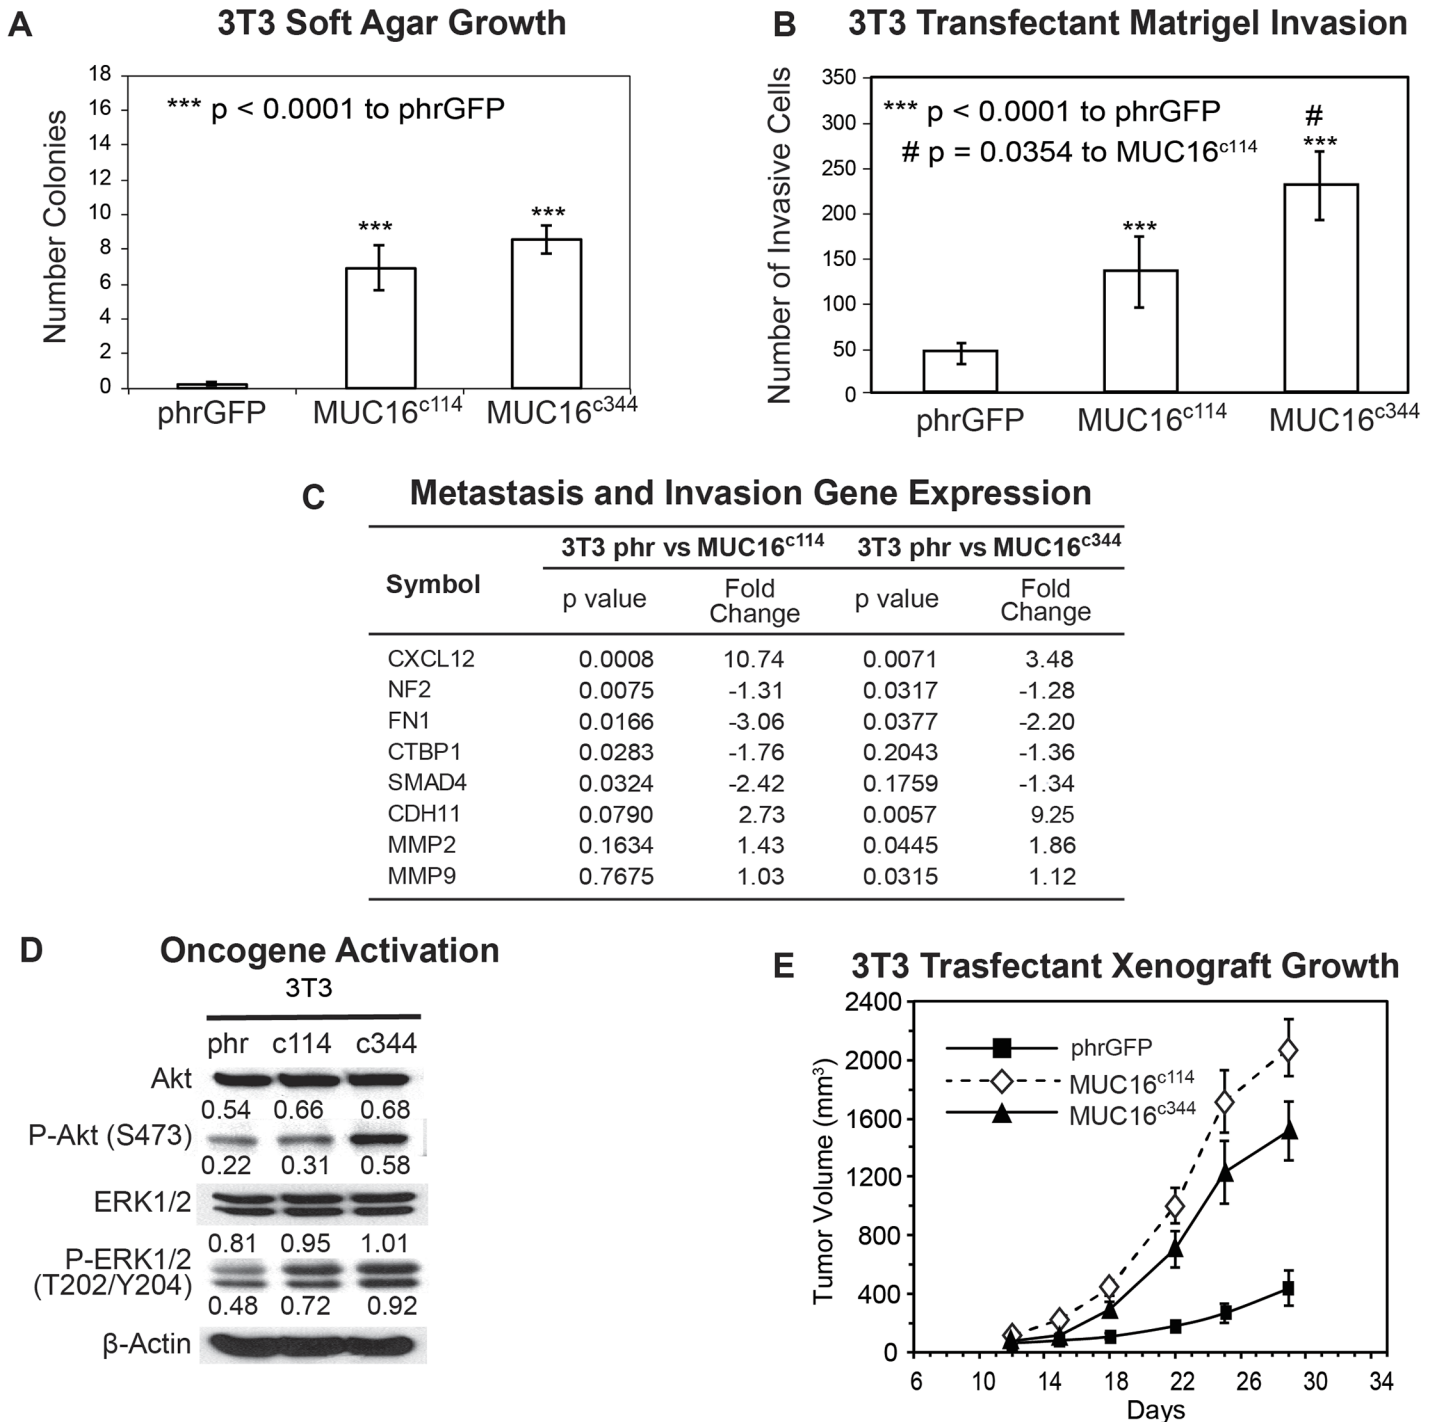 A
3T3 Soft Agar Growth
18
16
14
12
10
8
6
4
2
0
Number Colonies
*** p < 0.0001 to phrGFP
***
***
phrGFP
MUC16c114
MUC16c344
B
3T3 Transfectant Matrigel Invasion
350
300
250
200
150
100
50
0
Number of Invasive Cells
*** p < 0.0001 to phrGFP
# p = 0.0354 to MUC16c114
***
#
***
phrGFP
MUC16c114
MUC16c344
C
Metastasis and Invasion Gene Expression
3T3 phr vs MUC16c114 3T3 phr vs MUC16c344
Symbol
p value Fold Change p value Fold Change
CXCL12 0.0008 10.74 0.0071 3.48
NF2 0.0075 -1.31 0.0317 -1.28
FN1 0.0166 -3.06 0.0377 -2.20
CTBP1 0.0283 -1.76 0.2043 -1.36
SMAD4 0.0324 -2.42 0.1759 -1.34
CDH11 0.0790 2.73 0.0057 9.25
MMP2 0.1634 1.43 0.0445 1.86
MMP9 0.7675 1.03 0.0315 1.12
D
Oncogene Activation
3T3
phr c114 c344
Akt
0.54 0.66 0.68
P-Akt (S473)
0.22 0.31 0.58
ERK1/2
0.81 0.95 1.01
P-ERK1/2
(T202/Y204)
0.48 0.72 0.92
β-Actin
E
3T3 Trasfectant Xenograft Growth
2400
2000
1600
1200
800
400
0
Tumor Volume (mm3)
phrGFP
MUC16c114
MUC16c344
6 10 14 18 22 26 30 34
Days